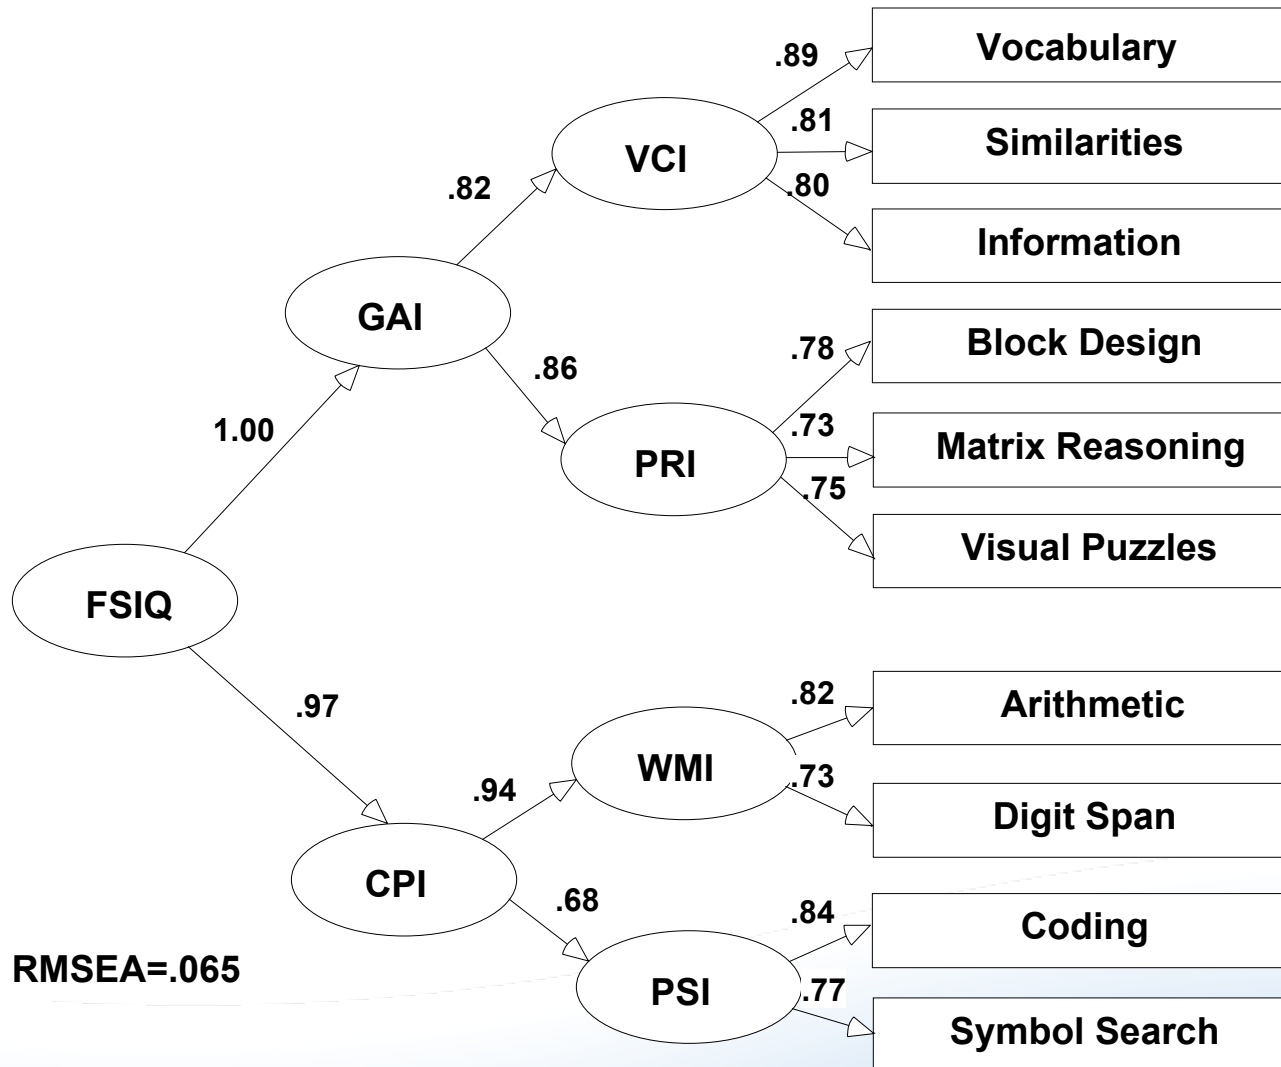 .89
Vocabulary
.81
Similarities
VCI
.82
.80
Information
GAI
.78
Block Design
.86
.73
Matrix Reasoning
1.00
PRI
.75
Visual Puzzles
FSIQ
.97
.82
Arithmetic
WMI
.94
.73
Digit Span
CPI
.68
.84
Coding
RMSEA=.065
PSI
.77
Symbol Search